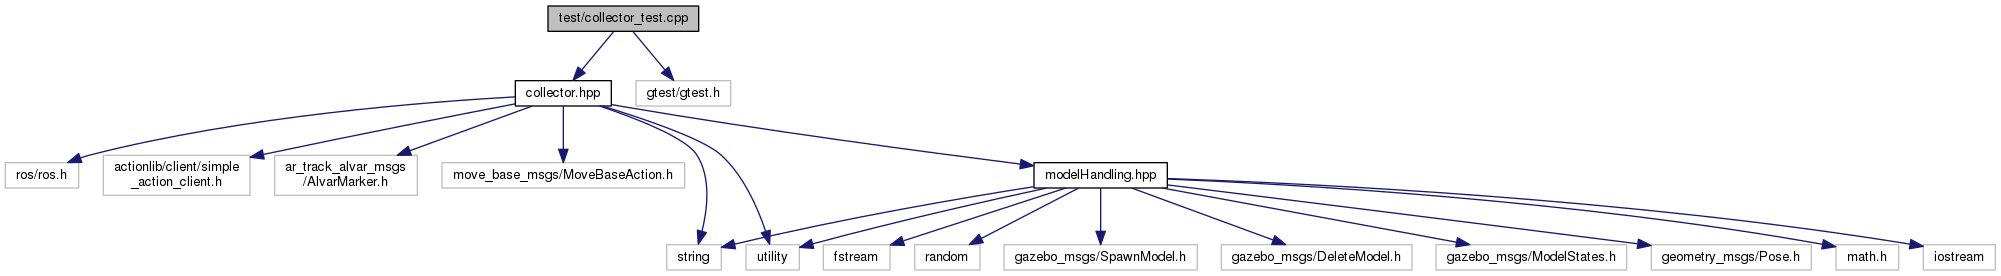 test/collector_test.cpp
collector.hpp
gtest/gtest.h
ros/ros.h
actionlib/client/simple
_action_client.h
ar_track_alvar_msgs
/AlvarMarker.h
move_base_msgs/MoveBaseAction.h
modelHandling.hpp
string
utility
fstream
random
gazebo_msgs/SpawnModel.h
gazebo_msgs/DeleteModel.h
gazebo_msgs/ModelStates.h
geometry_msgs/Pose.h
math.h
iostream